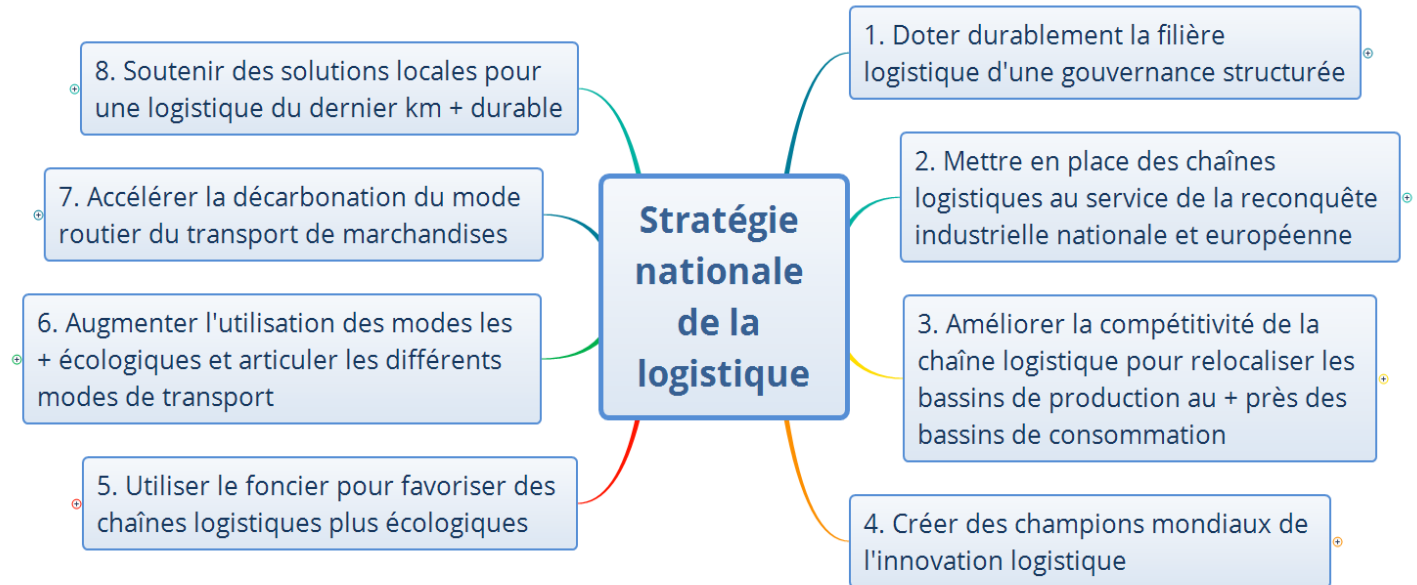 Stratégie
nationale
de la
logistique
1. Doter durablement la filière
logistique d'une gouvernance structurée
2. Mettre en place des chaînes
logistiques au service de la reconquête
industrielle nationale et européenne
3. Améliorer la compétitivité de la
chaîne logistique pour relocaliser les
bassins de production au + près des
bassins de consommation
4. Créer des champions mondiaux de
l'innovation logistique
5. Utiliser le foncier pour favoriser des
chaînes logistiques plus écologiques
6. Augmenter l'utilisation des modes les
+ écologiques et articuler les différents
modes de transport
7. Accélérer la décarbonation du mode
routier du transport de marchandises
8. Soutenir des solutions locales pour
une logistique du dernier km + durable